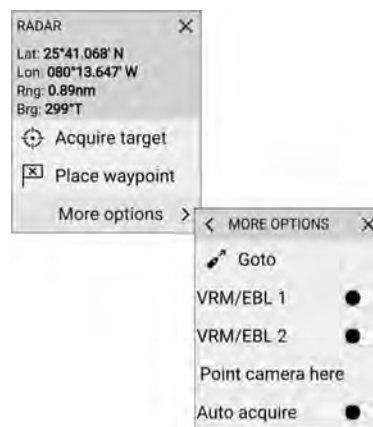 RADAR
Lat: 25°41.068' N
Lon: 080°13.647' W
Rng: 0.89nm
Brg: 299°T
Acquire target
Place waypoint
More options
MORE OPTIONS
Goto
VRM/EBL 1
VRM/EBL 2
Point camera here
Auto acquire